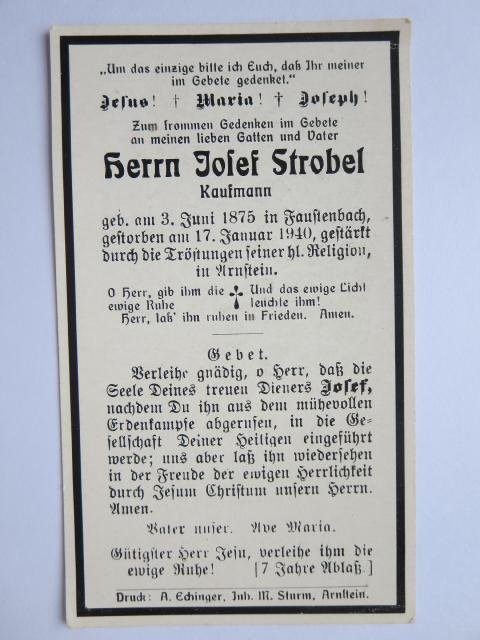 „Um das einzige bitte ich Euch, daß Ihr meiner
im Gebete gedenket."
Jesus! † Maria! † Joseph!
Zum frommen Gedenken im Gebete
an meinen lieben Gatten und Vater
Herrn Josef Strobel
Kaufmann
geb. am 3. Juni 1875 in Faustenbach,
gestorben am 17. Januar 1940, gestärkt
durch die Tröstungen seiner hl. Religion,
in Arnstein.
O Herr, gib ihm die ewige Ruhe
Und das ewige Licht leuchte ihm!
Herr, laß' ihn ruhen in Frieden. Amen.
Gebet.
Verleihe gnädig, o Herr, daß die
Seele Deines treuen Dieners Josef,
nachdem Du ihn aus dem mühevollen
Erdenkampfe abgerufen, in die Ge-
sellschaft Deiner Heiligen eingeführt
werde; uns aber laß ihn wiedersehen
in der Freude der ewigen Herrlichkeit
durch Jesum Christum unsern Herrn.
Amen.
Vater unser. Ave Maria.
Gütigster Herr Jesu, verleihe ihm die
ewige Ruhe! [7 Jahre Ablaß.]
Druck: A. Echinger, Inh. M. Sturm, Arnstein.